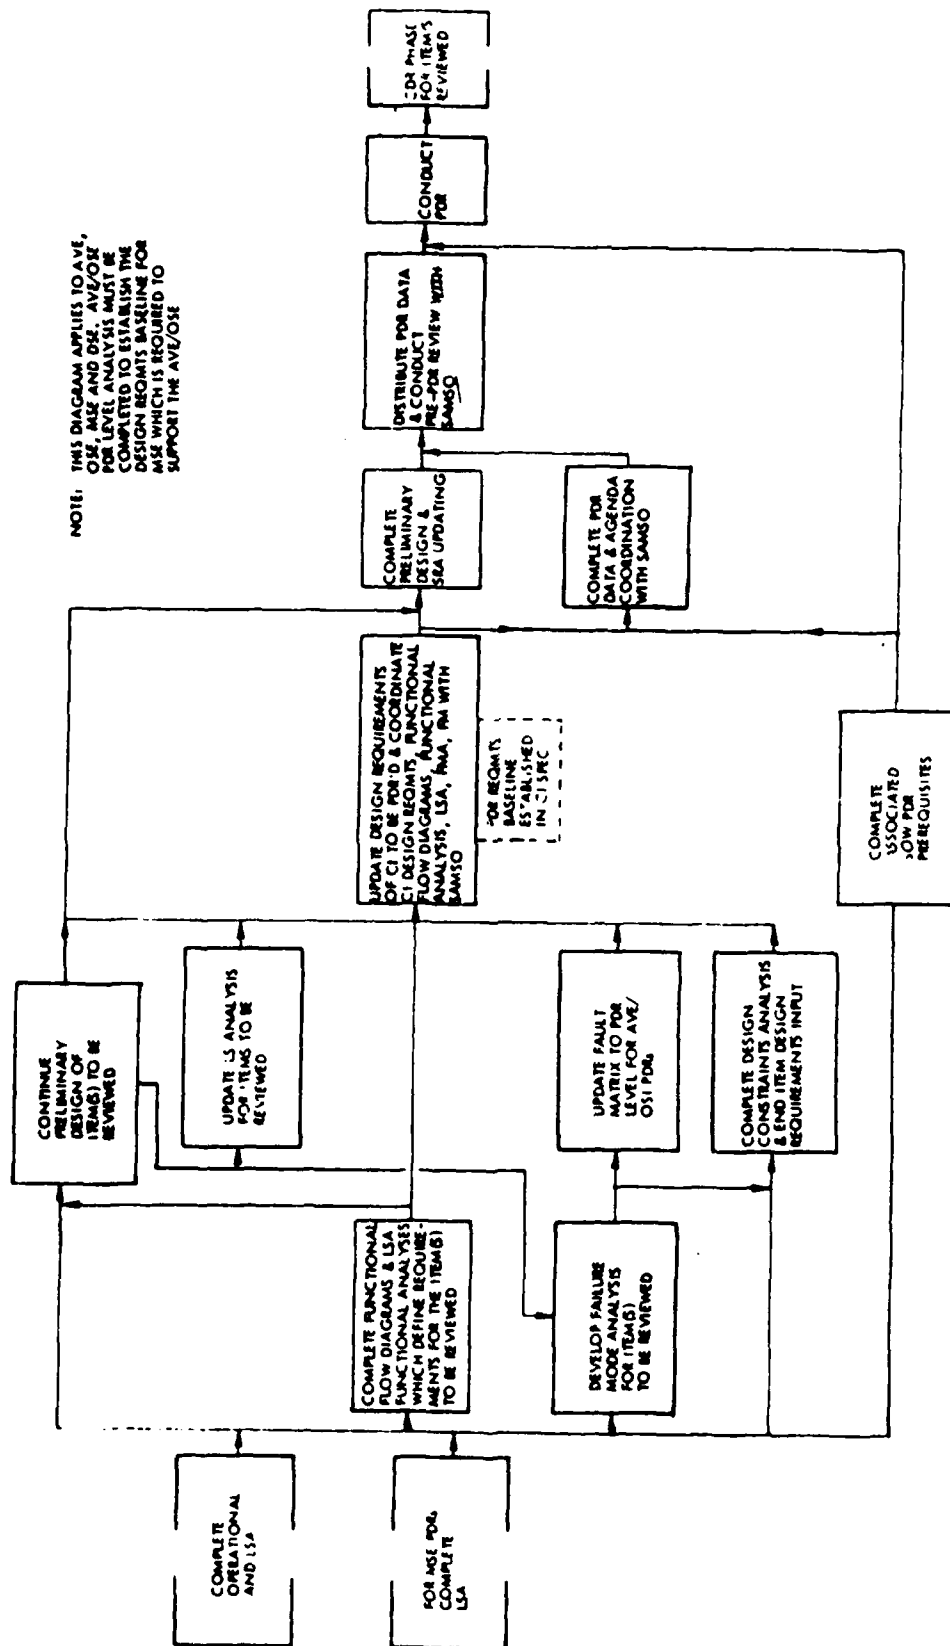 NOTE: THIS DIAGRAM APPLIES TO AVE,
OSE, MSE AND DSE. AVE/OSE
PDR LEVEL ANALYSIS MUST BE
COMPLETED TO ESTABLISH THE
DESIGN REQMTS BASELINE FOR
MSE WHICH IS REQUIRED TO
SUPPORT THE AVE/OSE
COMPLETE
OPERATIONAL
AND LSA
FOR MSE PDRs
COMPLETE
LSA
CONTINUE
PRELIMINARY
DESIGN OF
ITEM(S) TO BE
REVIEWED
COMPLETE FUNCTIONAL
FLOW DIAGRAMS & LSA
FUNCTIONAL ANALYSES
WHICH DEFINE REQUIRE-
MENTS FOR THE ITEM(S)
TO BE REVIEWED
UPDATE LS ANALYSIS
FOR ITEMS TO BE
REVIEWED
DEVELOP FAILURE
MODE ANALYSIS
FOR ITEM(S)
TO BE REVIEWED
UPDATE FAULT
MATRIX TO PDR
LEVEL FOR AVE/
OSE PDRs
COMPLETE DESIGN
CONSTRAINTS ANALYSIS
& END ITEM DESIGN
REQUIREMENTS INPUT
UPDATE DESIGN REQUIREMENTS
OF CI TO BE PDR'D & COORDINATE
CI DESIGN REQMTS, FUNCTIONAL
FLOW DIAGRAMS, FUNCTIONAL
ANALYSIS, LSA, FMA, FM WITH
SAMSO
PDR REQMTS
BASELINE
ESTABLISHED
IN CI SPEC
COMPLETE
ASSOCIATED
SOW PDR
PREREQUISITES
COMPLETE
PRELIMINARY
DESIGN &
SRA UPDATING
COMPLETE PDR
DATA & AGENDA
COORDINATION
WITH SAMSO
DISTRIBUTE PDR DATA
& CONDUCT
PRE-PDR REVIEW WITH
SAMSO
CONDUCT
PDR
CDR PHASE
FOR ITEMS
REVIEWED